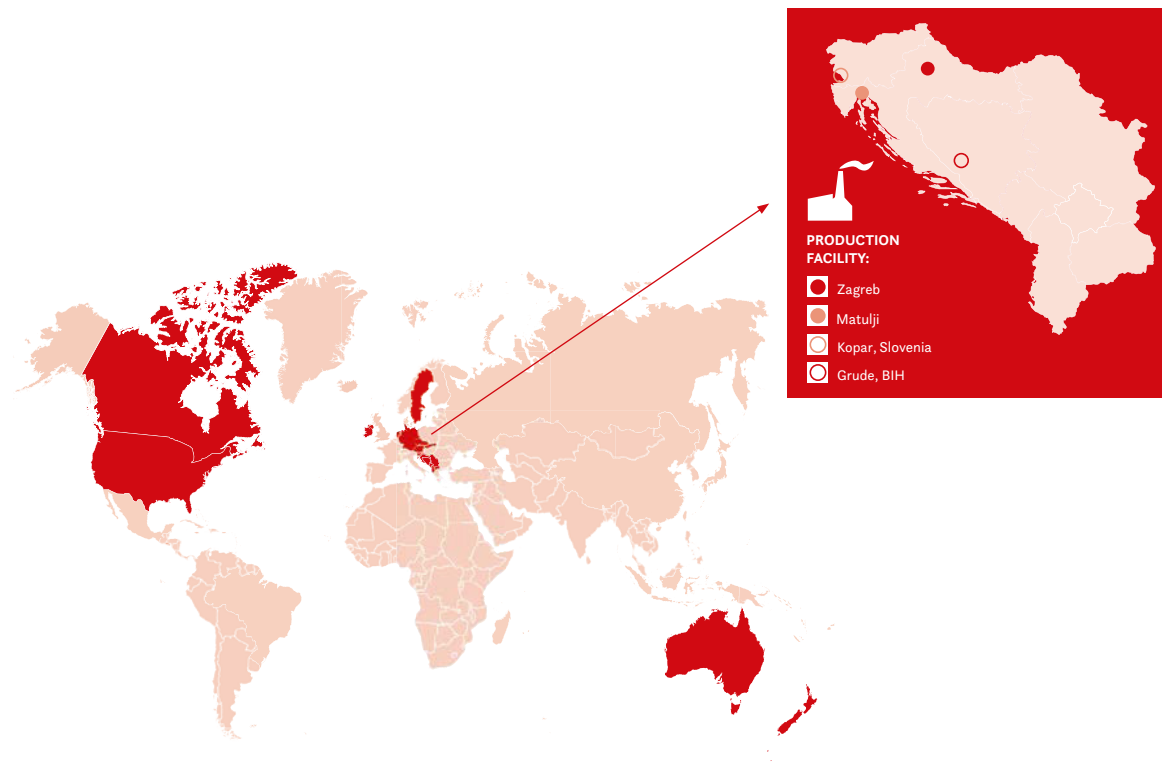 PRODUCTION
FACILITY:
Zagreb
Matulji
Kopar, Slovenia
Grude, BIH